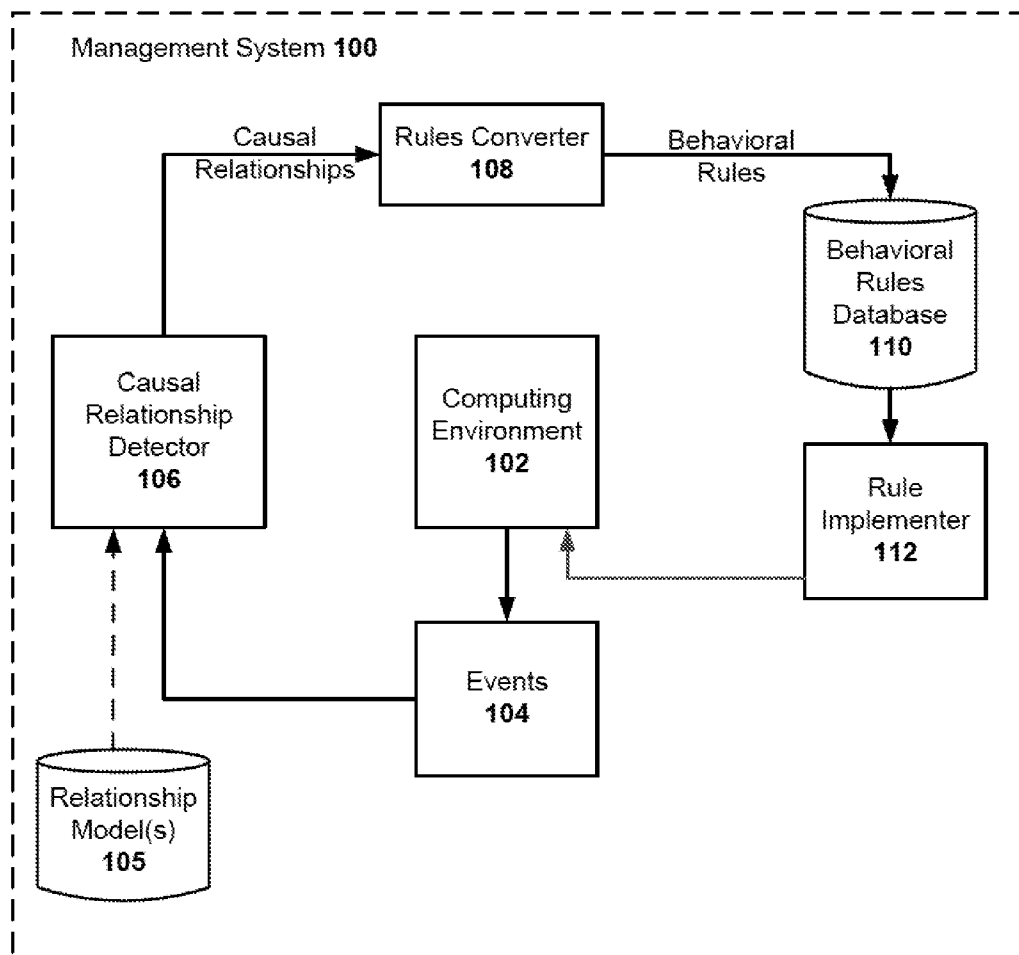 Management System 100
Causal
Relationships
Rules Converter
108
Behavioral
Rules
Behavioral
Rules
Database
110
Causal
Relationship
Detector
106
Computing
Environment
102
Rule
Implementer
112
Events
104
Relationship
Model(s)
105